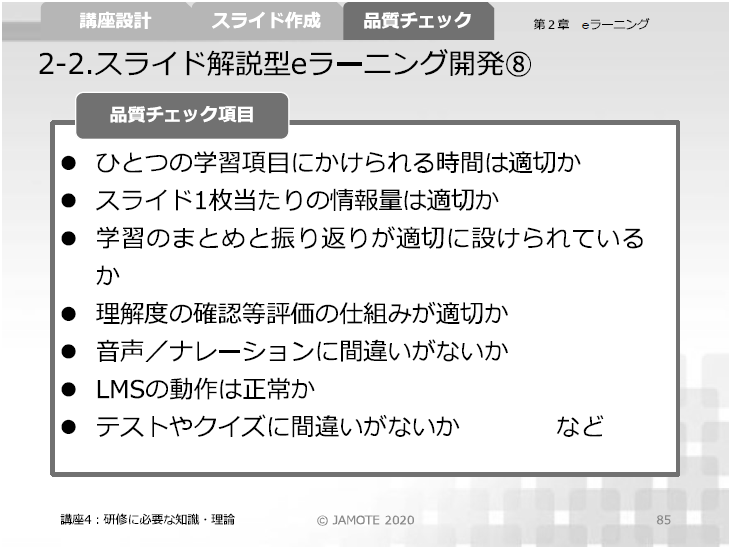 講座設計 スライド作成 品質チェック 第2章 eラーニング
2-2.スライド解説型eラーニング開発⑧
品質チェック項目
● ひとつの学習項目にかけられる時間は適切か
● スライド1枚当たりの情報量は適切か
● 学習のまとめと振り返りが適切に設けられている
か
● 理解度の確認等評価の仕組みが適切か
● 音声／ナレーションに間違いがないか
● LMSの動作は正常か
● テストやクイズに間違いがないか など
講座4：研修に必要な知識・理論 © JAMOTE 2020 85